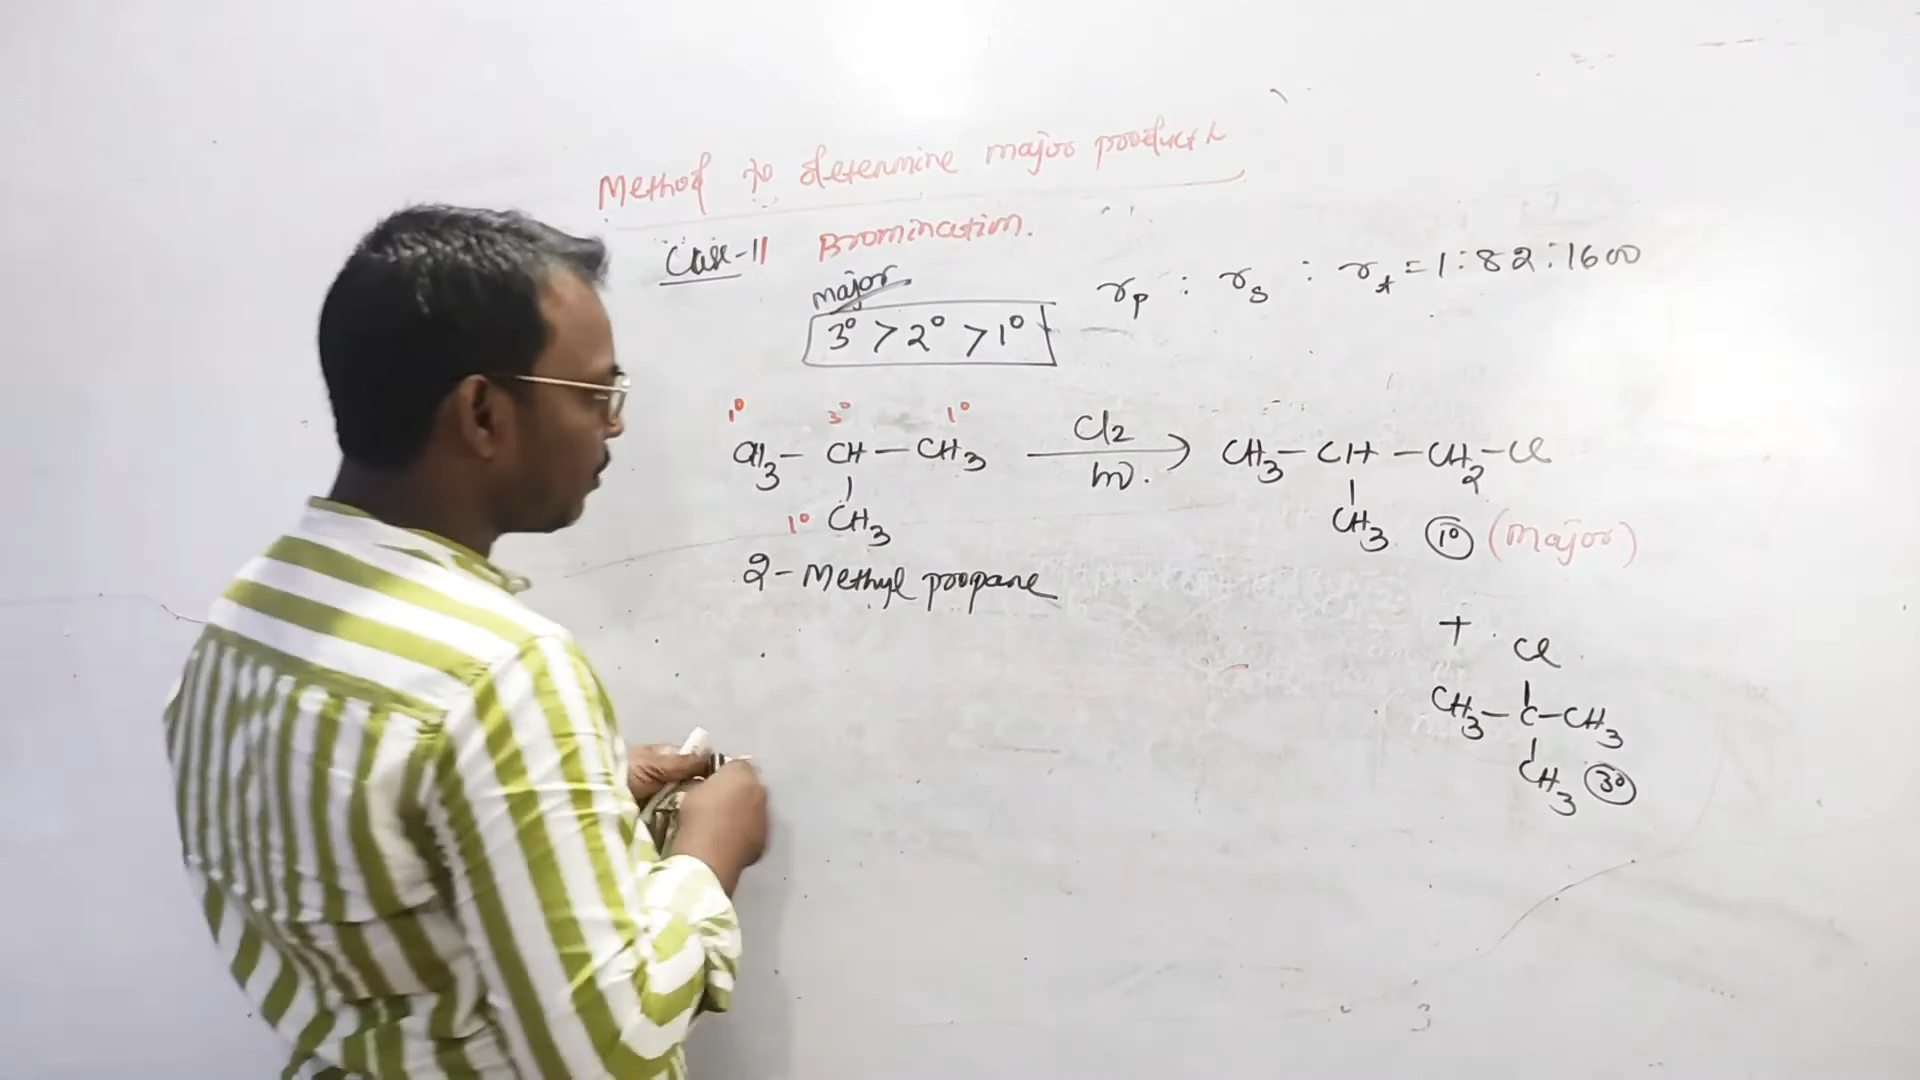 Method to determine major product
Case-II Bromination.
major
3° > 2° > 1°
rp : rs : rt = 1:82:1600
1° 3° 1°
CH3 - CH - CH3 Cl2 hν. CH3 - CH - CH2 - Cl
1° CH3 CH3 1° (Major)
2-Methyl propane
+ Cl
CH3 - C - CH3
CH3 3°